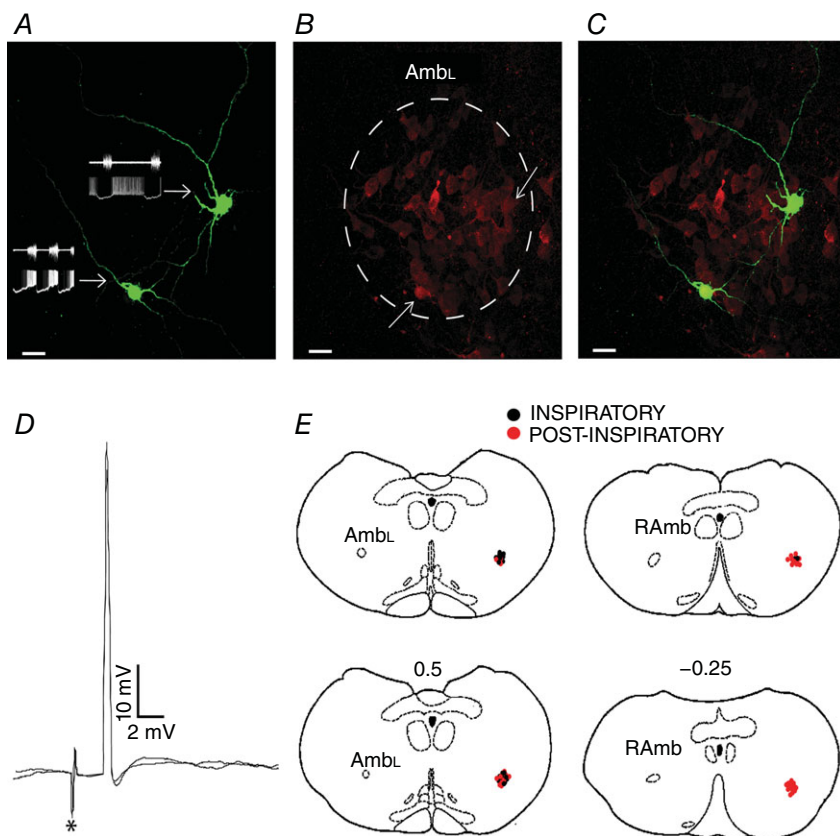 A
B
C
AmbL
D
10 mV
2 mV
*
E
INSPIRATORY
POST-INSPIRATORY
AmbL
RAmb
0.5
−0.25
AmbL
RAmb